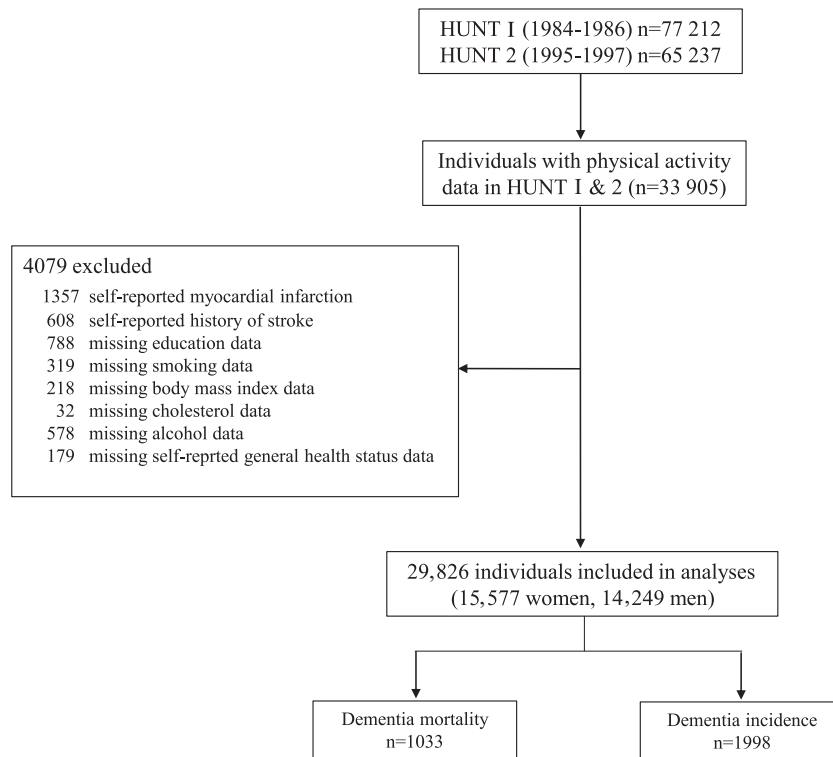 HUNT I (1984-1986) n=77 212
HUNT 2 (1995-1997) n=65 237
Individuals with physical activity
data in HUNT I & 2 (n=33 905)
4079 excluded
1357 self-reported myocardial infarction
608 self-reported history of stroke
788 missing education data
319 missing smoking data
218 missing body mass index data
32 missing cholesterol data
578 missing alcohol data
179 missing self-reprted general health status data
29,826 individuals included in analyses
(15,577 women, 14,249 men)
Dementia mortality
n=1033
Dementia incidence
n=1998